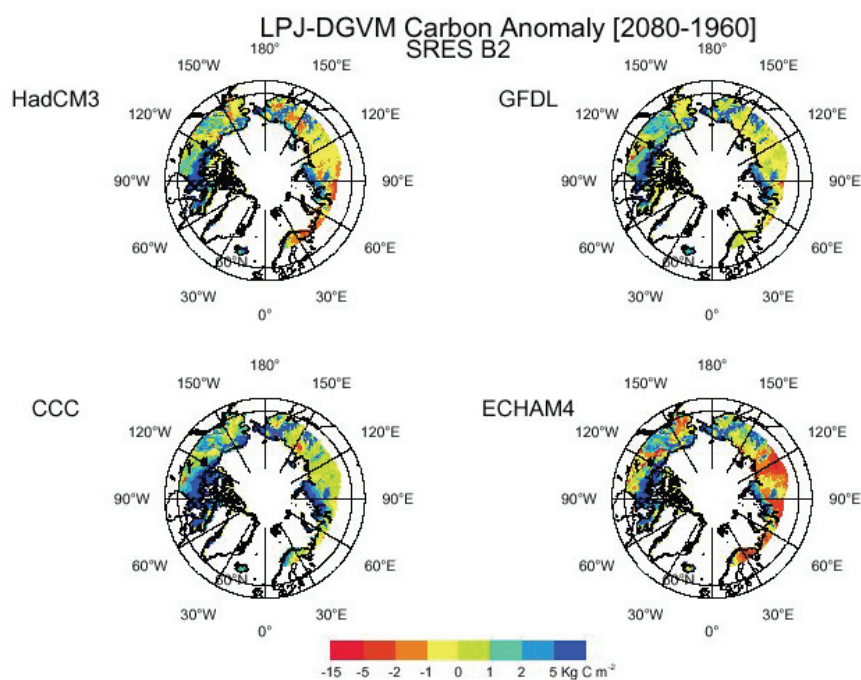 LPJ-DGVM Carbon Anomaly [2080-1960]
SRES B2
HadCM3
180°
150°W
150°E
120°W
120°E
90°W
90°E
60°W
60°E
60°N
30°W
30°E
0°
GFDL
180°
150°W
150°E
120°W
120°E
90°W
90°E
60°W
60°E
60°N
30°W
30°E
0°
CCC
180°
150°W
150°E
120°W
120°E
90°W
90°E
60°W
60°E
60°N
30°W
30°E
0°
ECHAM4
180°
150°W
150°E
120°W
120°E
90°W
90°E
60°W
60°E
60°N
30°W
30°E
0°
-15 -5 -2 -1 0 1 2 5 Kg C m⁻²